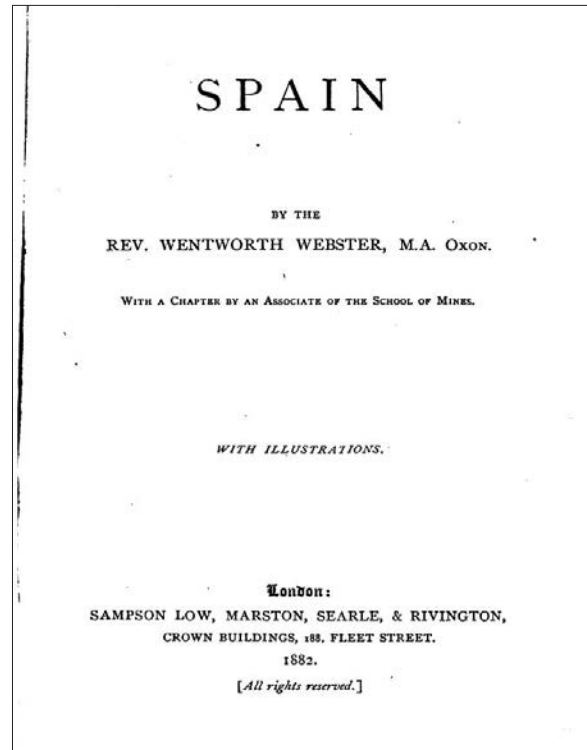 SPAIN
BY THE
REV. WENTWORTH WEBSTER, M.A. OXON.
WITH A CHAPTER BY AN ASSOCIATE OF THE SCHOOL OF MINES.
WITH ILLUSTRATIONS.
London:
SAMPSON LOW, MARSTON, SEARLE, & RIVINGTON,
CROWN BUILDINGS, 188, FLEET STREET.
1882.
[All rights reserved.]